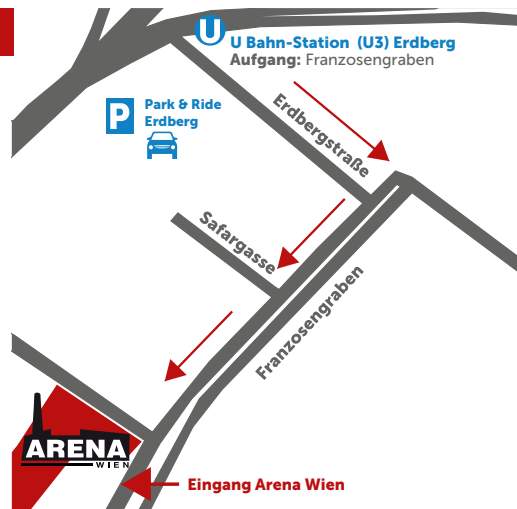 U
U Bahn-Station (U3) Erdberg
Aufgang: Franzosengraben
P
Park & Ride
Erdberg
Erdbergstraße
Safargasse
Franzosengraben
ARENA
WIEN
Eingang Arena Wien